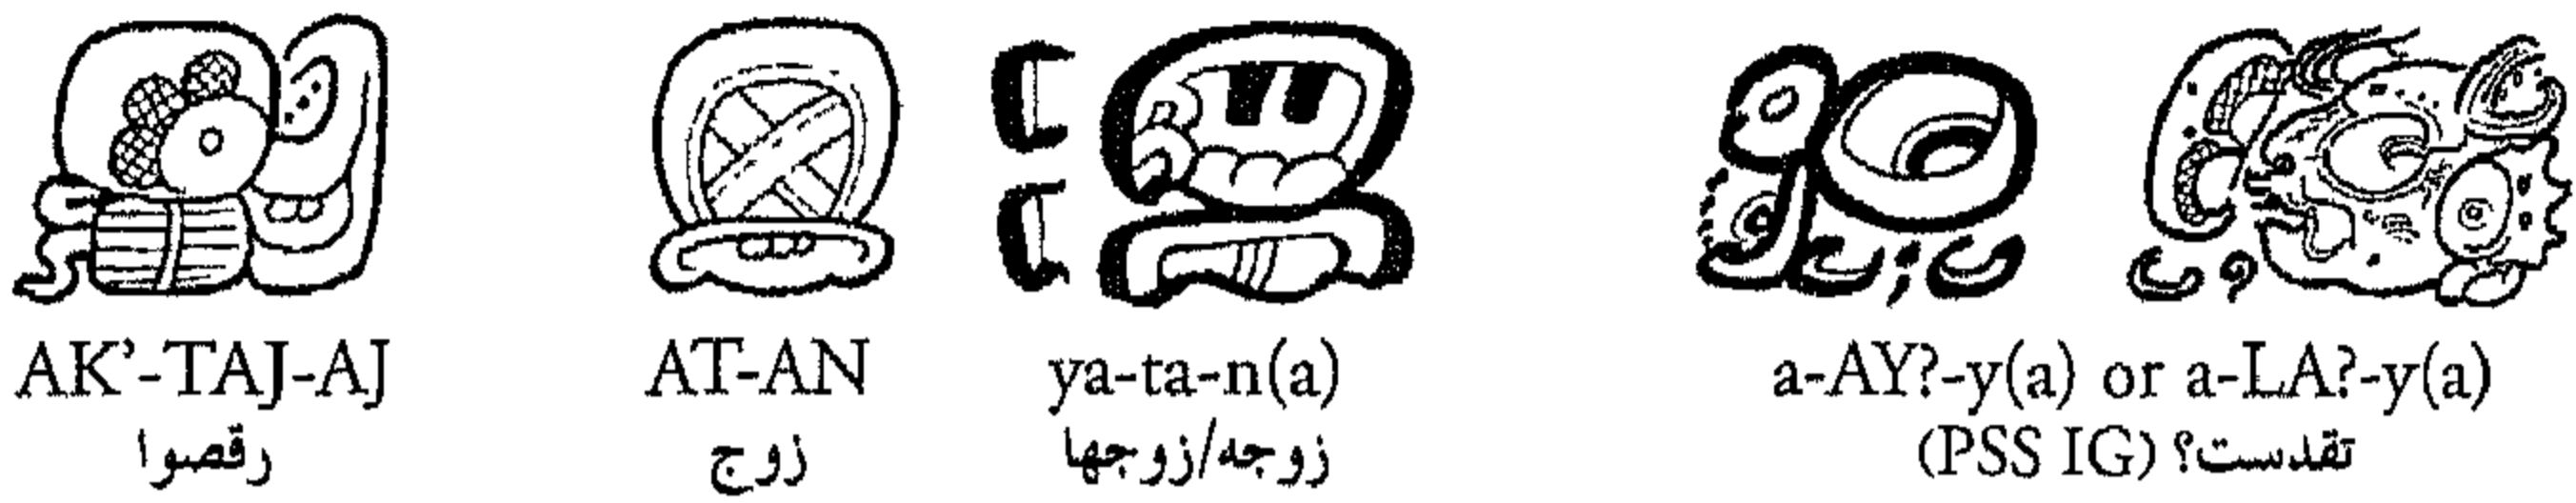 AK’-TAJ-AJ AT-AN ya-ta-n(a) a-AY?-y(a) or a-LA?-y(a)
رقصوا زوج زوجه/زوجها تقدست؟ (PSS IG)